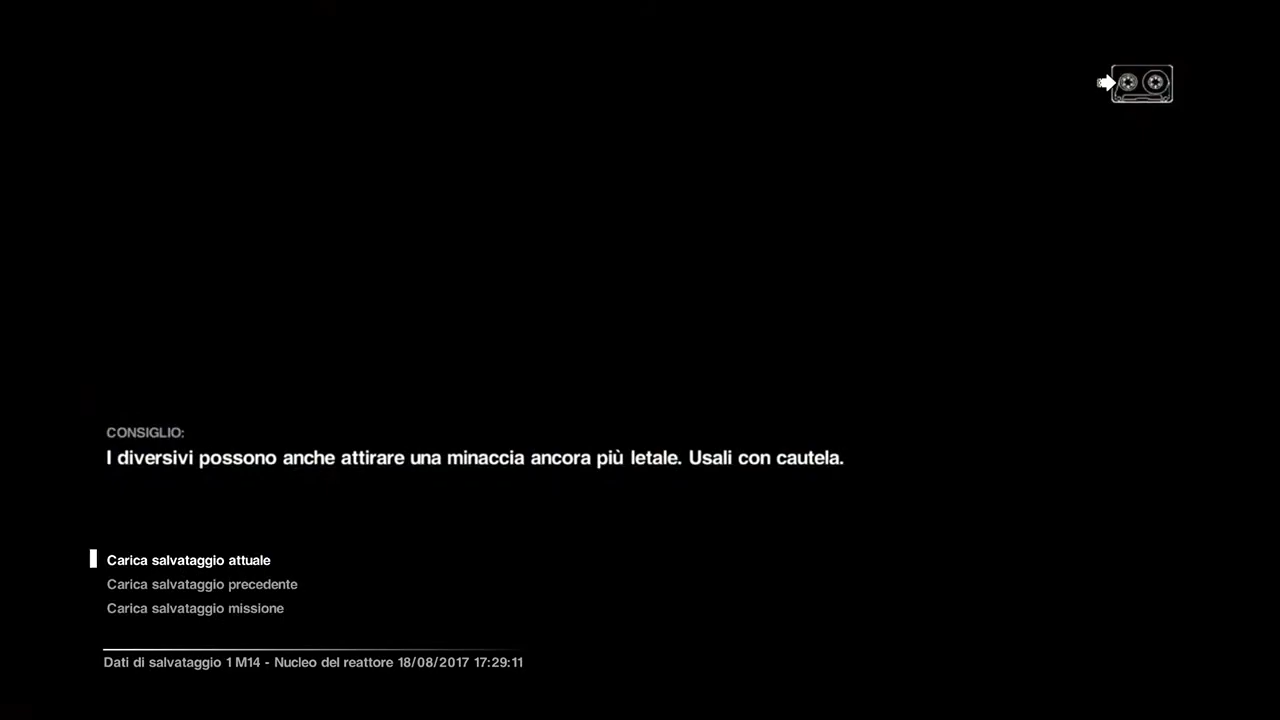 CONSIGLIO:
I diversivi possono anche attirare una minaccia ancora più letale. Usali con cautela.
Carica salvataggio attuale
Carica salvataggio precedente
Carica salvataggio missione
Dati di salvataggio 1 M14 - Nucleo del reattore 18/08/2017 17:29:11